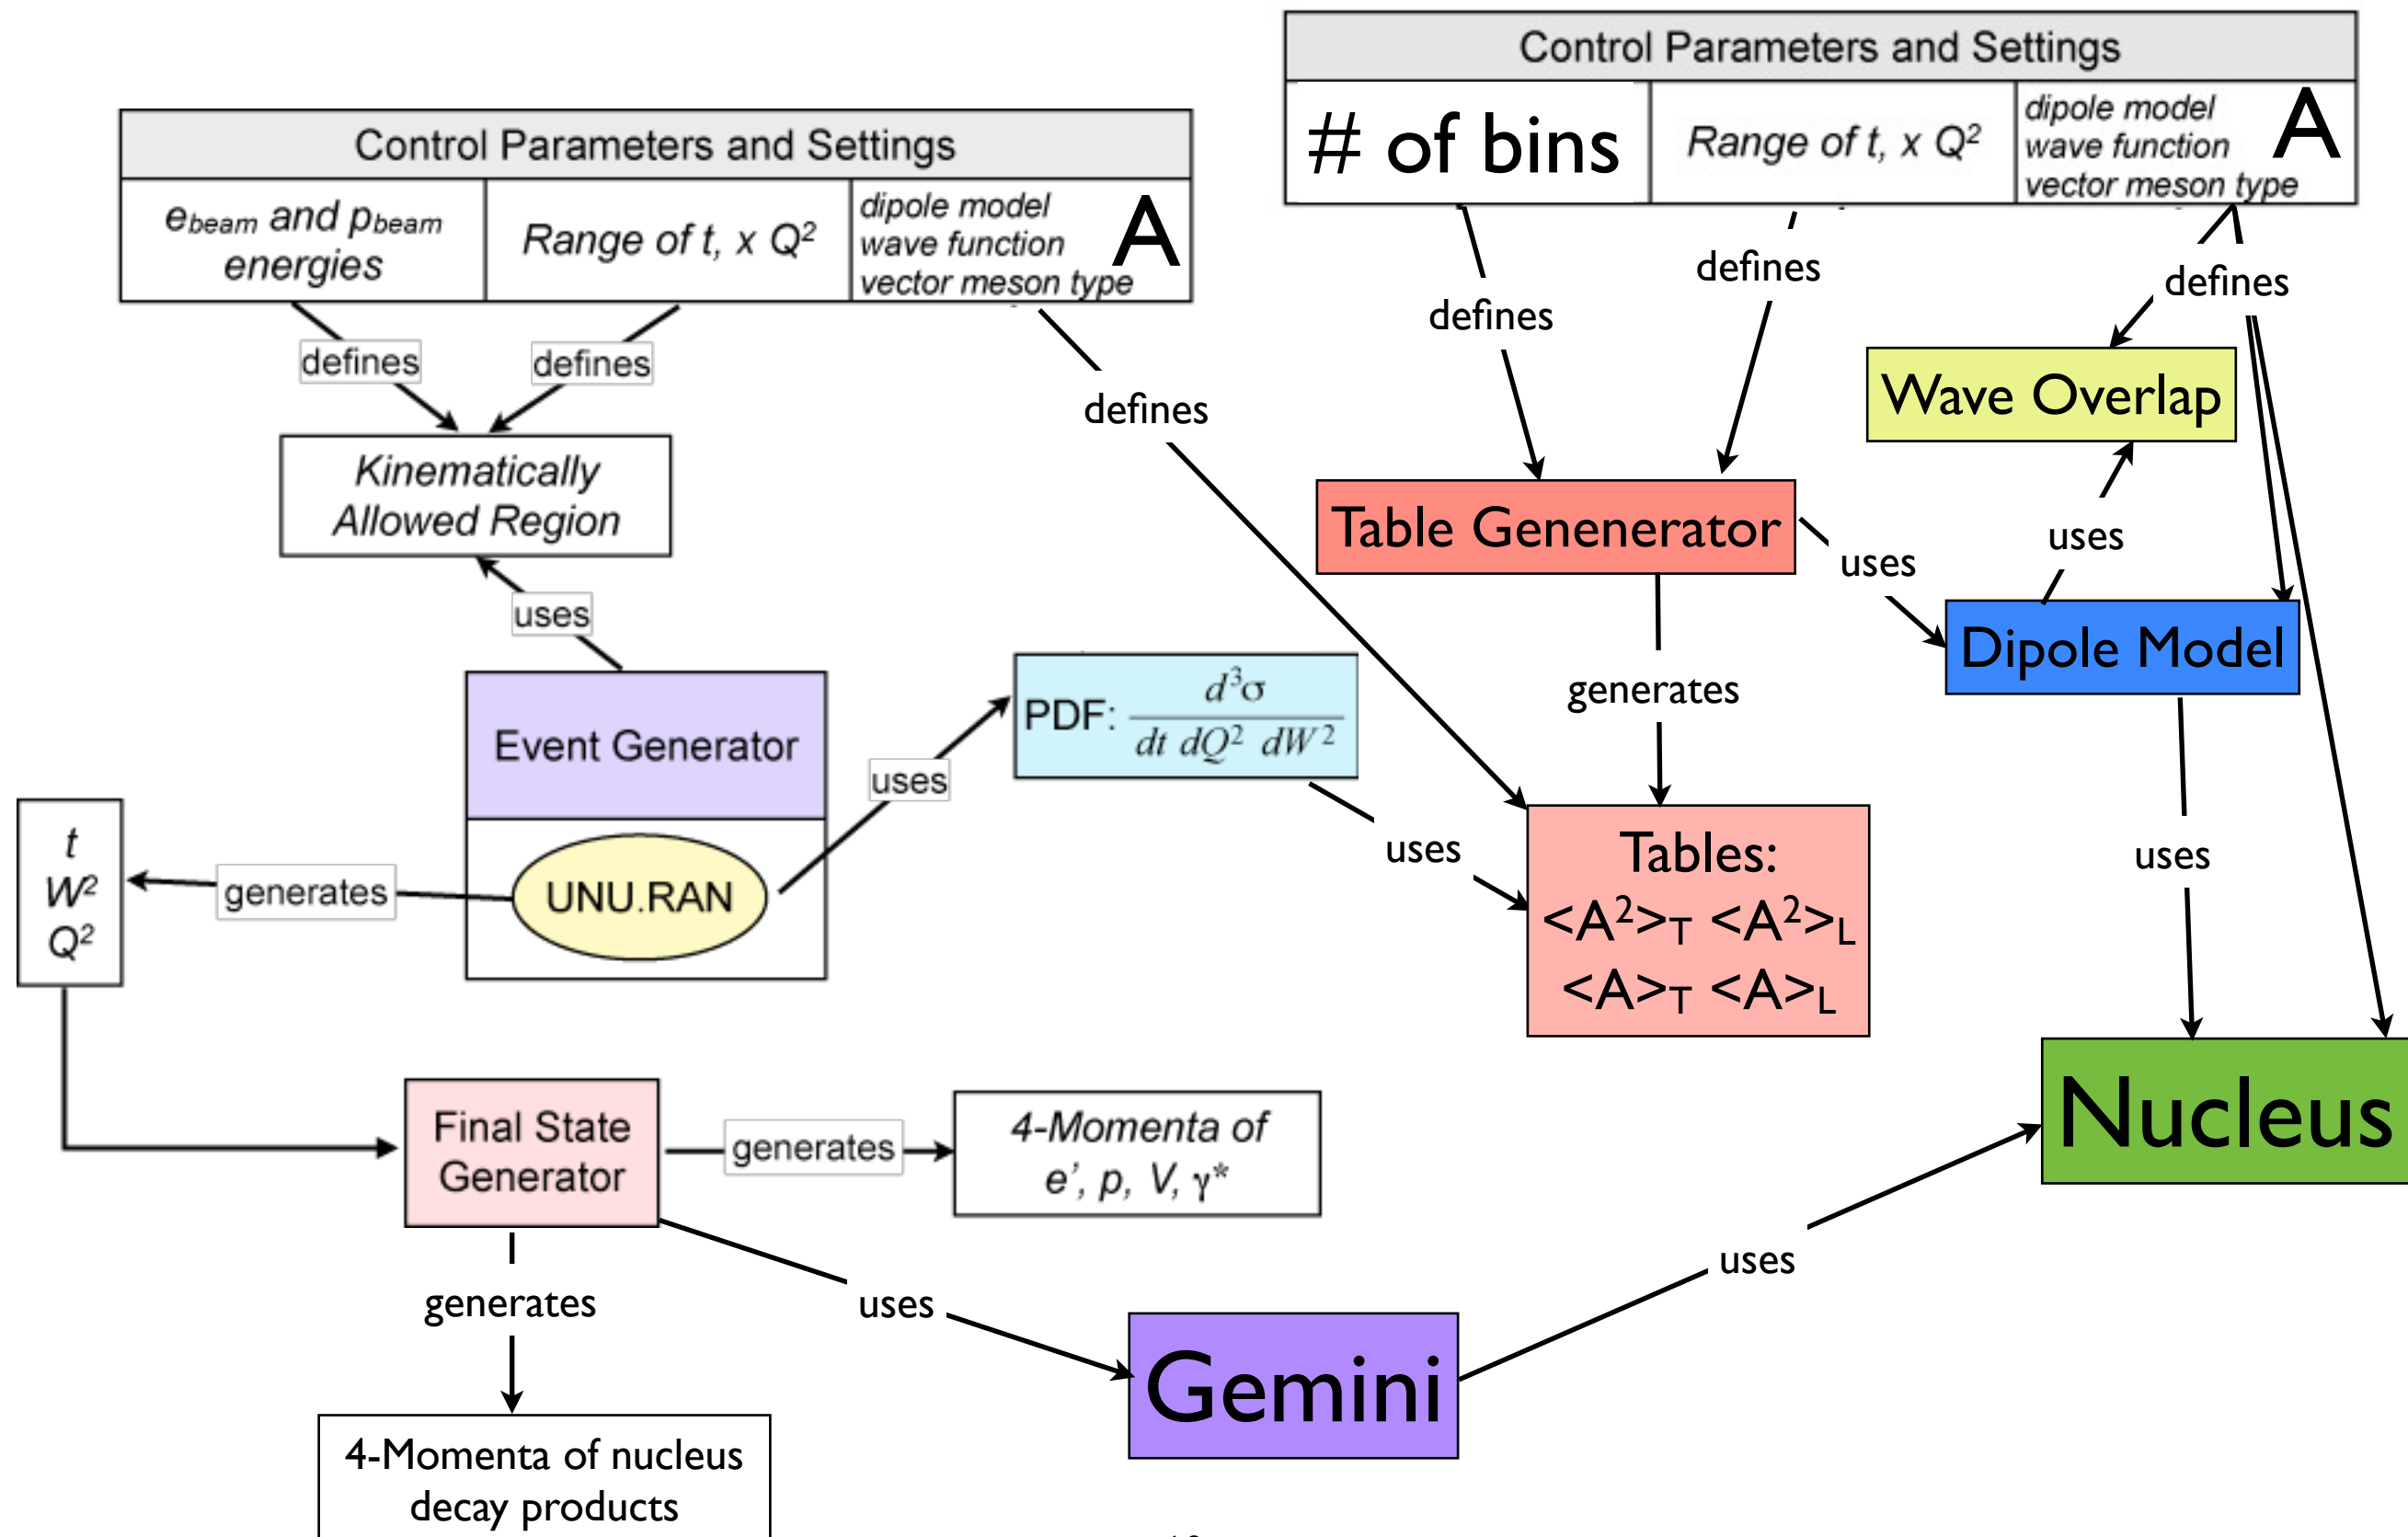 Control Parameters and Settings
# of bins
Range of t, x Q²
dipole model
wave function
vector meson type
A
Control Parameters and Settings
e_beam and p_beam
energies
Range of t, x Q²
dipole model
wave function
vector meson type
A
defines
defines
defines
defines
defines
defines
Wave Overlap
Kinematically
Allowed Region
Table Genenerator
uses
uses
uses
Dipole Model
Event Generator
PDF: d³σ
dt dQ² dW²
generates
uses
UNU.RAN
generates
t
W²
Q²
uses
Tables:
<A²>T <A²>L
<A>T <A>L
uses
Nucleus
Final State
Generator
generates
4-Momenta of
e’, p, V, γ*
generates
uses
uses
Gemini
4-Momenta of nucleus
decay products